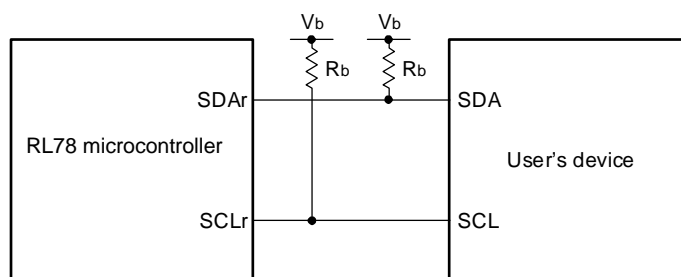 Vb Vb
Rb Rb
SDAr SDA
RL78 microcontroller User's device
SCLr SCL